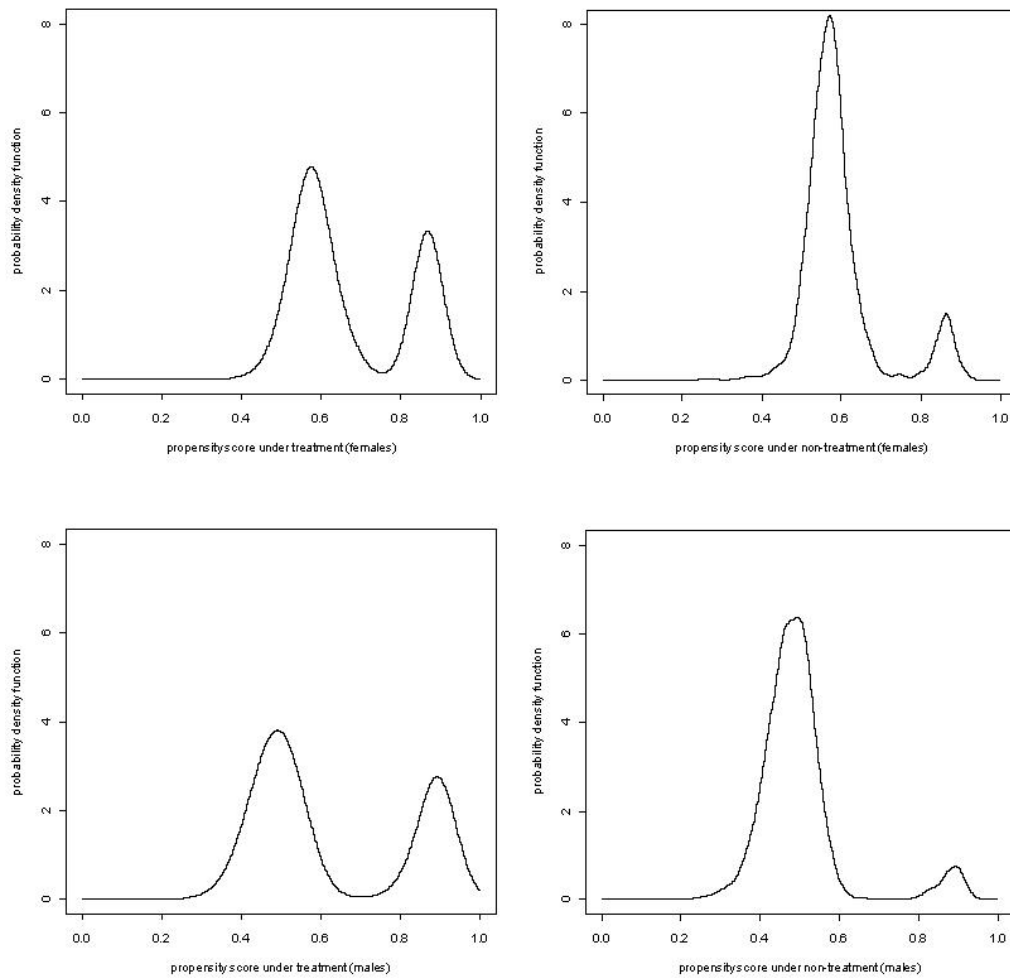 probability density function
8
6
4
2
0
0.0 0.2 0.4 0.6 0.8 1.0
propensity score under treatment (females)
probability density function
8
6
4
2
0
0.0 0.2 0.4 0.6 0.8 1.0
propensity score under non-treatment (females)
probability density function
8
6
4
2
0
0.0 0.2 0.4 0.6 0.8 1.0
propensity score under treatment (males)
probability density function
8
6
4
2
0
0.0 0.2 0.4 0.6 0.8 1.0
propensity score under non-treatment (males)